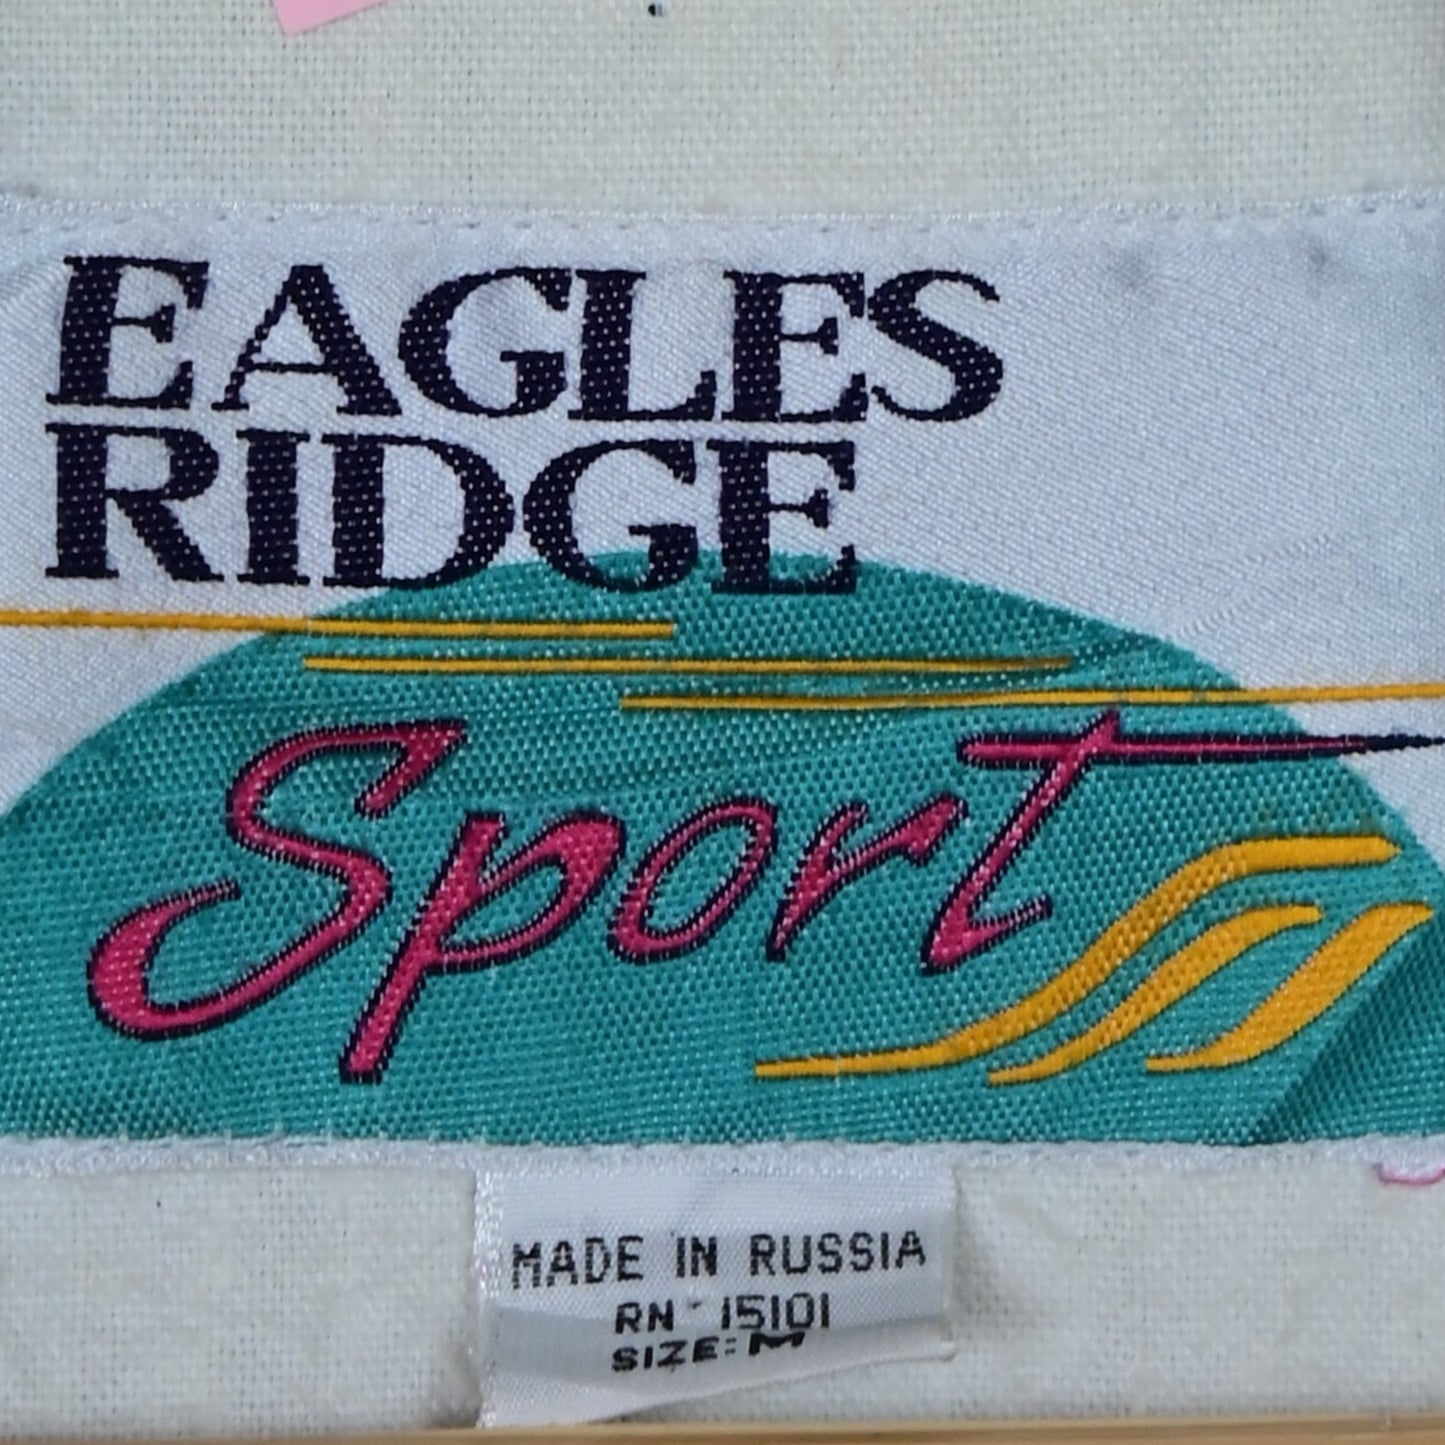 EAGLES
RIDGE
Sport
MADE IN RUSSIA
RN 15101
SIZE: M